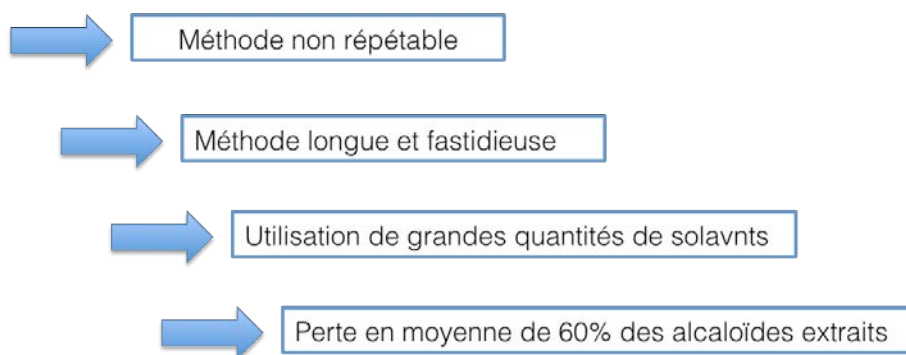 Méthode non répétable
Méthode longue et fastidieuse
Utilisation de grandes quantités de solavnts
Perte en moyenne de 60% des alcaloïdes extraits